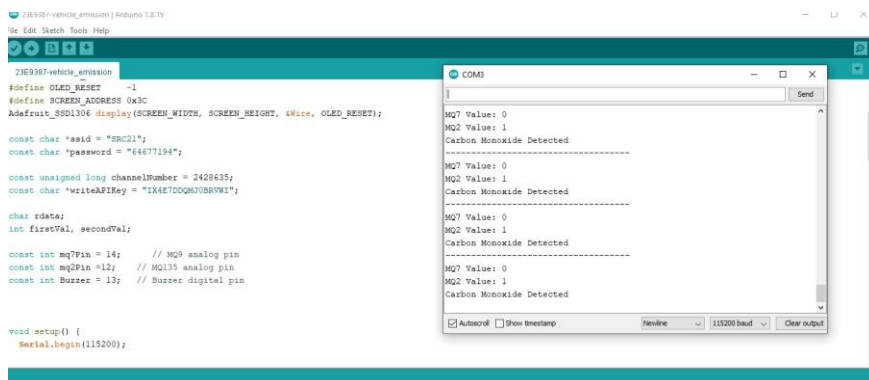 23E9387-vehicle_emission | Arduino 1.8.19
File Edit Sketch Tools Help
23E9387-vehicle_emission
#define OLED_RESET -1
#define SCREEN_ADDRESS 0x3C
Adafruit_SSD1306 display(SCREEN_WIDTH, SCREEN_HEIGHT, &Wire, OLED_RESET);
const char *ssid = "SRC21";
const char *password = "64677194";
const unsigned long channelNumber = 2428635;
const char *writeAPIKey = "IX4E7DDQMJ0BRVWI";
char rdata;
int firstVal, secondVal;
const int mq7Pin = 14; // MQ9 analog pin
const int mq2Pin =12; // MQ135 analog pin
const int Buzzer = 13; // Buzzer digital pin
void setup() {
Serial.begin(115200);
COM3
Send
MQ7 Value: 0
MQ2 Value: 1
Carbon Monoxide Detected
------------------------------------
MQ7 Value: 0
MQ2 Value: 1
Carbon Monoxide Detected
------------------------------------
MQ7 Value: 0
MQ2 Value: 1
Carbon Monoxide Detected
------------------------------------
MQ7 Value: 0
MQ2 Value: 1
Carbon Monoxide Detected
Autoscroll Show timestamp Newline 115200 baud Clear output